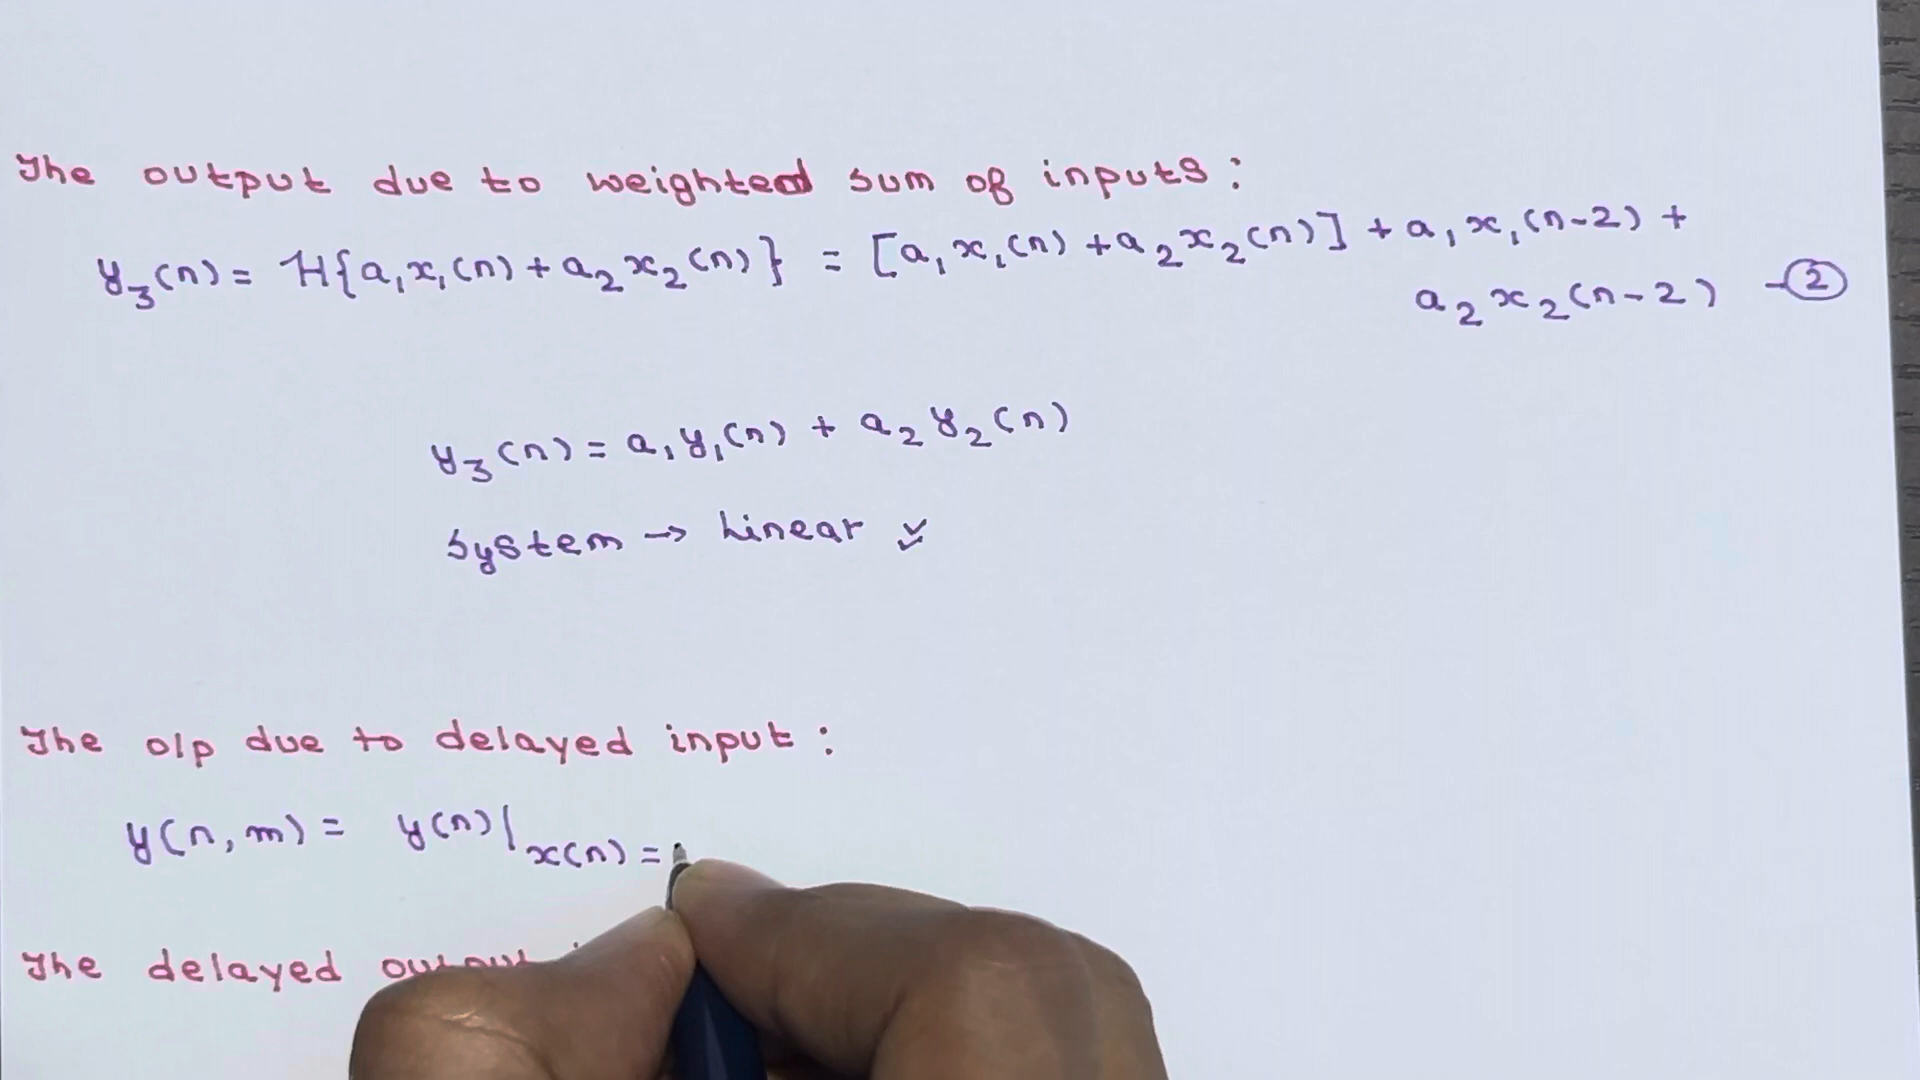 The output due to weighted sum of inputs :
y₃(n) = H{a₁x₁(n) + a₂x₂(n)} = [a₁x₁(n) + a₂x₂(n)] + a₁x₁(n-2) +
a₂x₂(n-2) -②
y₃(n) = a₁y₁(n) + a₂y₂(n)
System → Linear
The o/p due to delayed input :
y(n,m) = y(n)|x(n) =
The delayed output